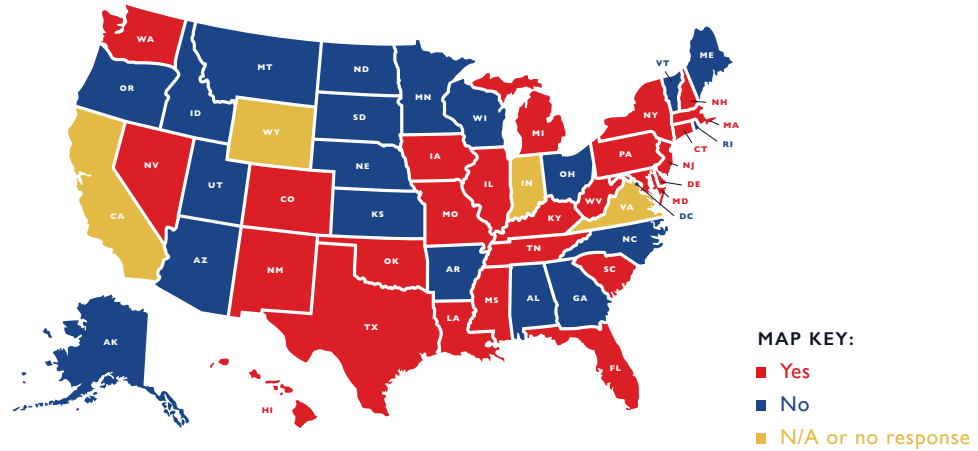 WA
MT
ND
MN
VT
ME
OR
ID
SD
WI
MI
NY
NH
MA
WY
RI
CT
NV
UT
NE
IA
PA
NJ
IL
IN
OH
DE
CO
MD
CA
KS
MO
WV
VA
DC
KY
NC
AZ
NM
OK
AR
TN
SC
MS
AL
GA
LA
TX
AK
FL
HI
MAP KEY:
Yes
No
N/A or no response